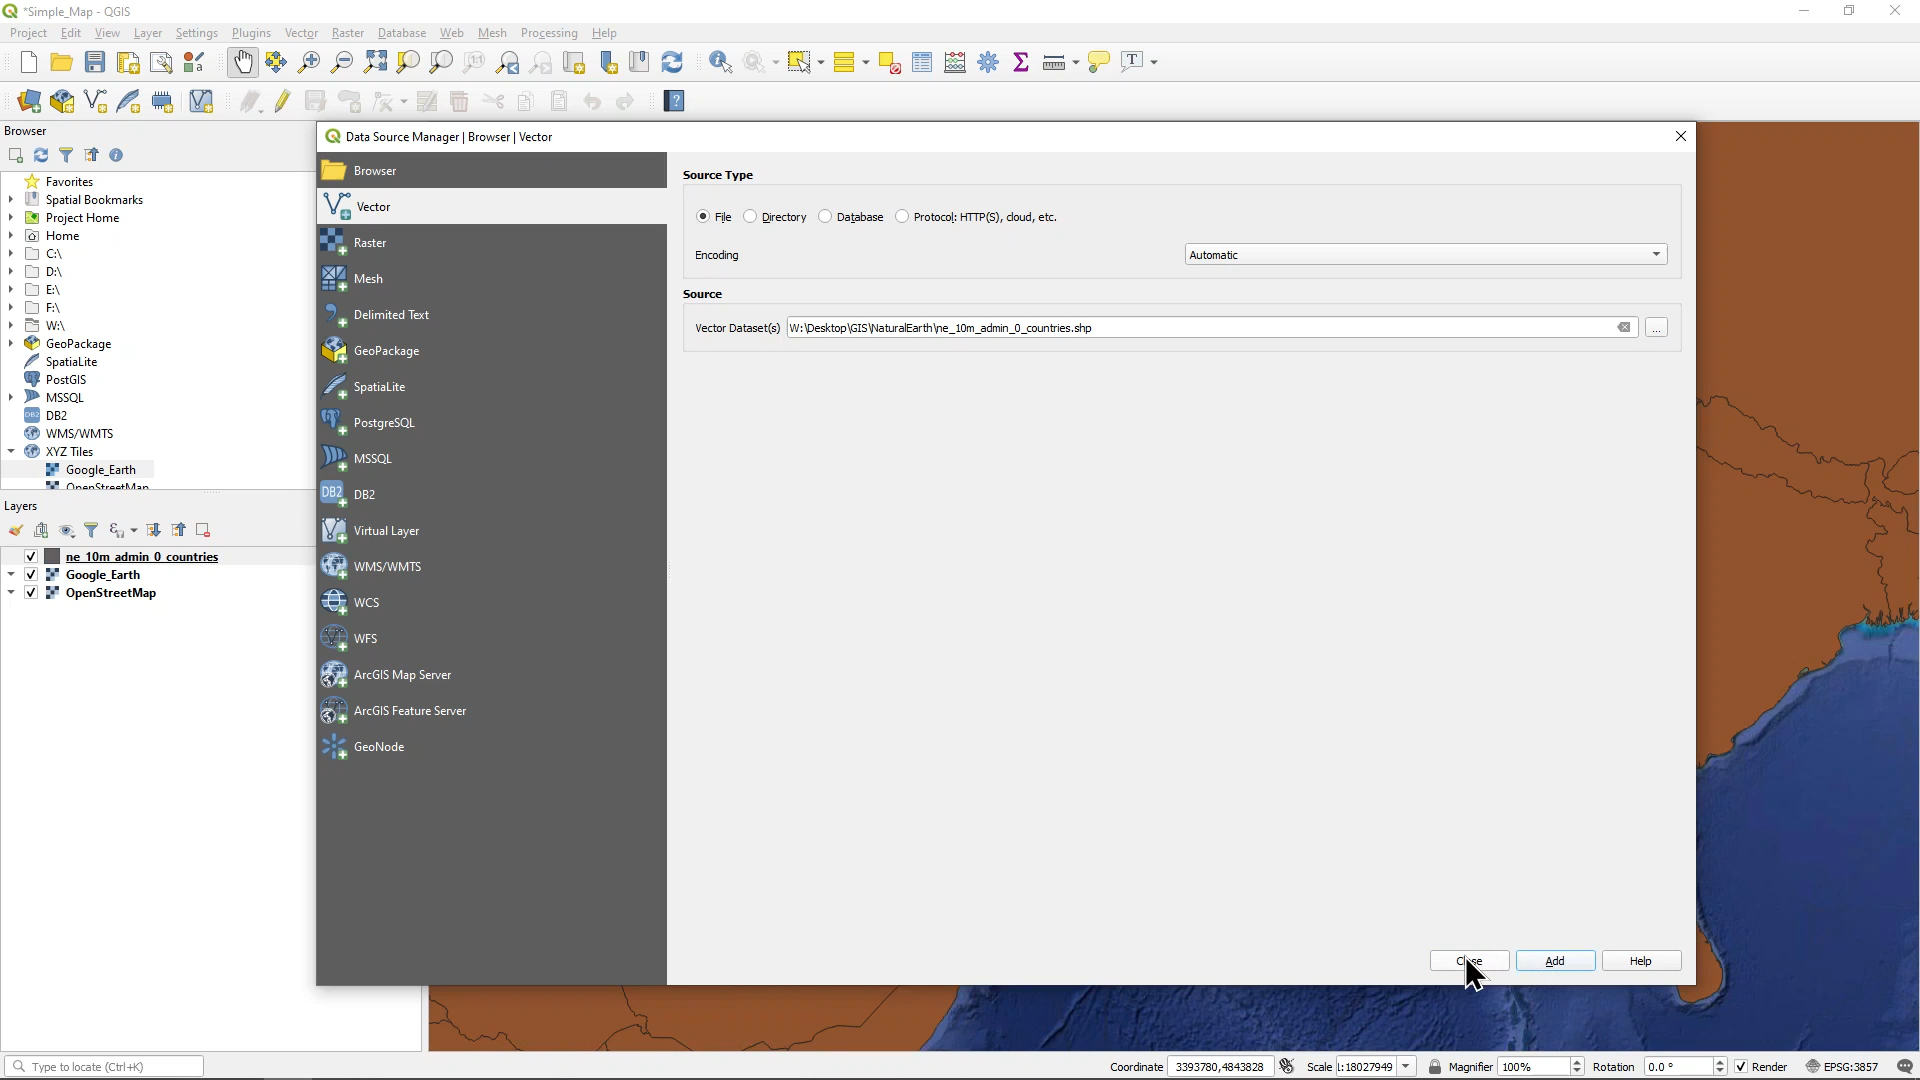 *Simple_Map - QGIS
Project Edit View Layer Settings Plugins Vector Raster Database Web Mesh Processing Help
Browser
Favorites
Spatial Bookmarks
Project Home
Home
C:\
D:\
E:\
F:\
W:\
GeoPackage
SpatiaLite
PostGIS
MSSQL
DB2
WMS/WMTS
XYZ Tiles
Google_Earth
OpenStreetMap
Layers
ne_10m_admin_0_countries
Google_Earth
OpenStreetMap
Data Source Manager | Browser | Vector
Browser
Vector
Raster
Mesh
Delimited Text
GeoPackage
SpatiaLite
PostgreSQL
MSSQL
DB2
Virtual Layer
WMS/WMTS
WCS
WFS
ArcGIS Map Server
ArcGIS Feature Server
GeoNode
Source Type
File Directory Database Protocol: HTTP(S), cloud, etc.
Encoding Automatic
Source
Vector Dataset(s) W:\Desktop\GIS\NaturalEarth\ne_10m_admin_0_countries.shp ...
Close Add Help
Type to locate (Ctrl+K) Coordinate 3393780,4843828 Scale 1:18027949 Magnifier 100% Rotation 0.0 ° Render EPSG:3857